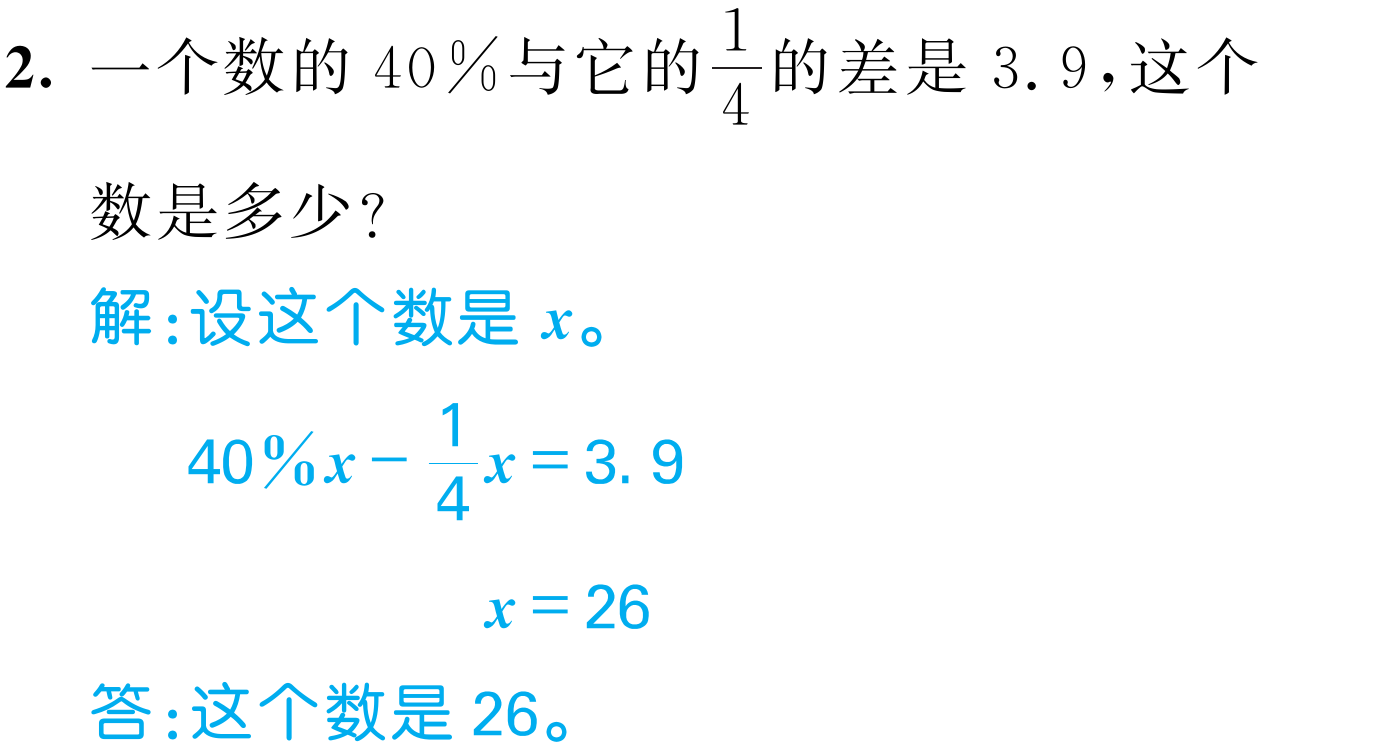 2. 一个数的 40%与它的1/4的差是 3.9,这个
数是多少?
解:设这个数是 x。
40%x − 1/4x = 3.9
x = 26
答:这个数是 26。